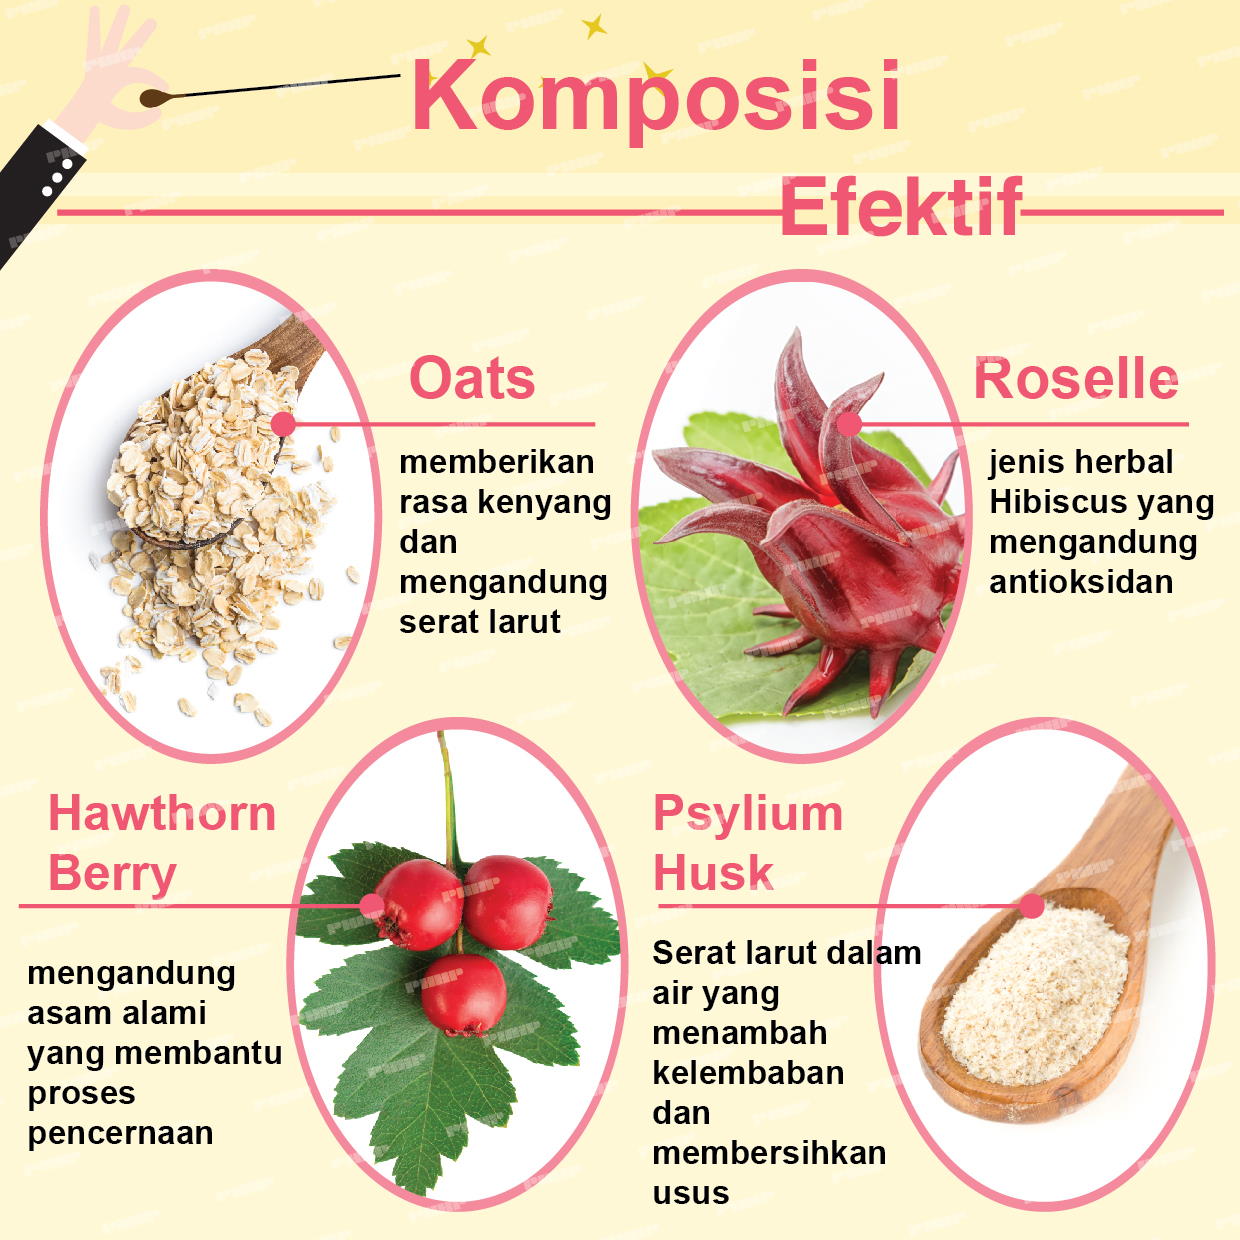 Komposisi
Efektif
Oats
memberikan
rasa kenyang
dan
mengandung
serat larut
Roselle
jenis herbal
Hibiscus yang
mengandung
antioksidan
Hawthorn
Berry
mengandung
asam alami
yang membantu
proses
pencernaan
Psylium
Husk
Serat larut dalam
air yang
menambah
kelembaban
dan
membersihkan
usus